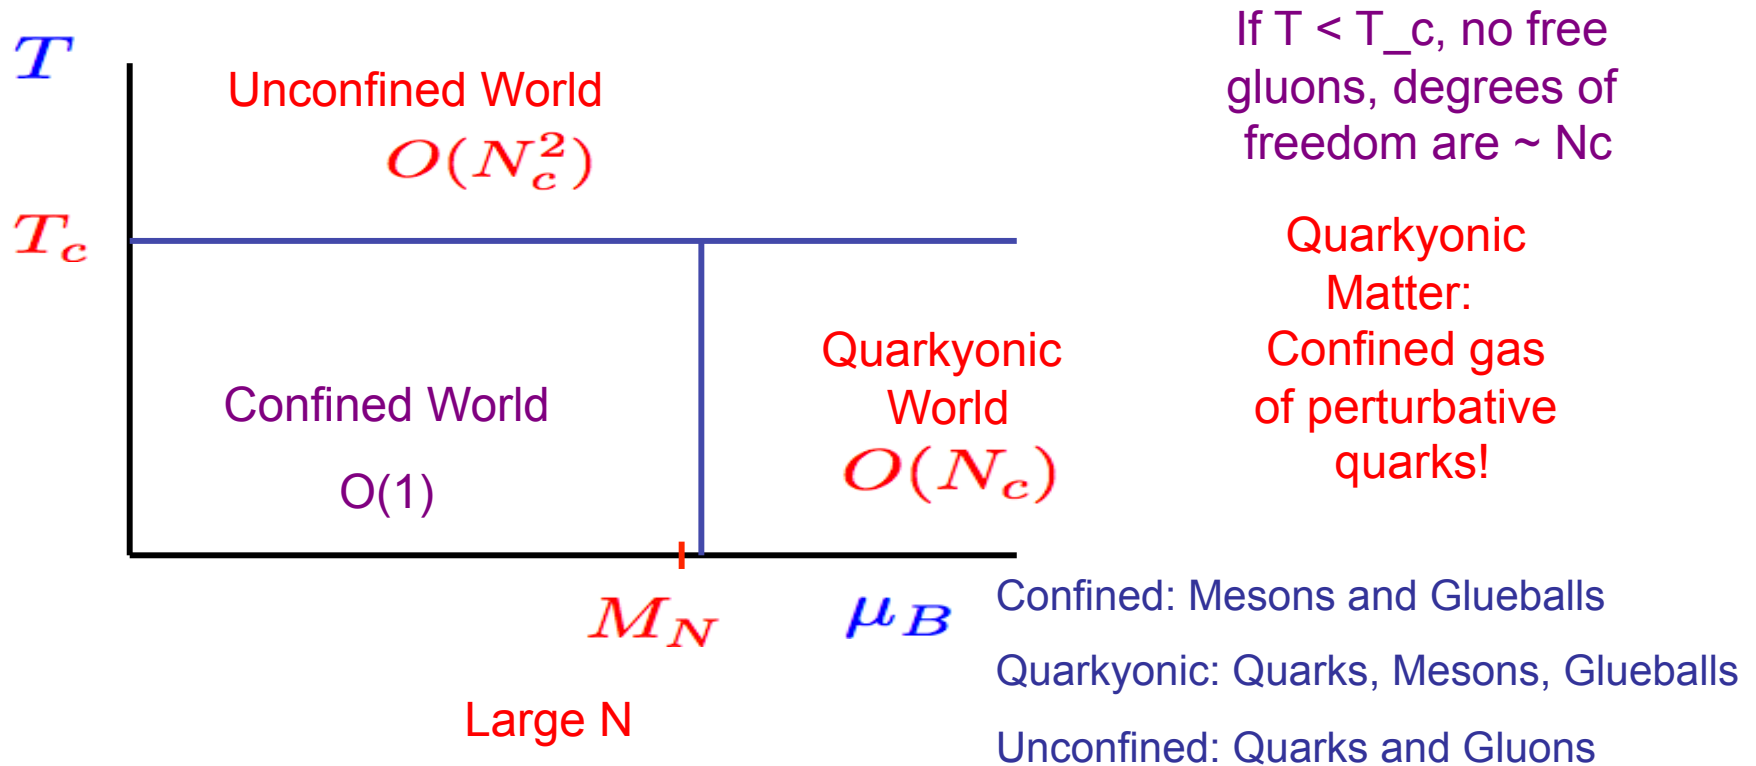 T
Unconfined World
O(N_c^2)
T_c
Confined World
O(1)
Quarkyonic
World
O(N_c)
M_N
μ_B
Large N
If T < T_c, no free
gluons, degrees of
freedom are ~ Nc
Quarkyonic
Matter:
Confined gas
of perturbative
quarks!
Confined: Mesons and Glueballs
Quarkyonic: Quarks, Mesons, Glueballs
Unconfined: Quarks and Gluons